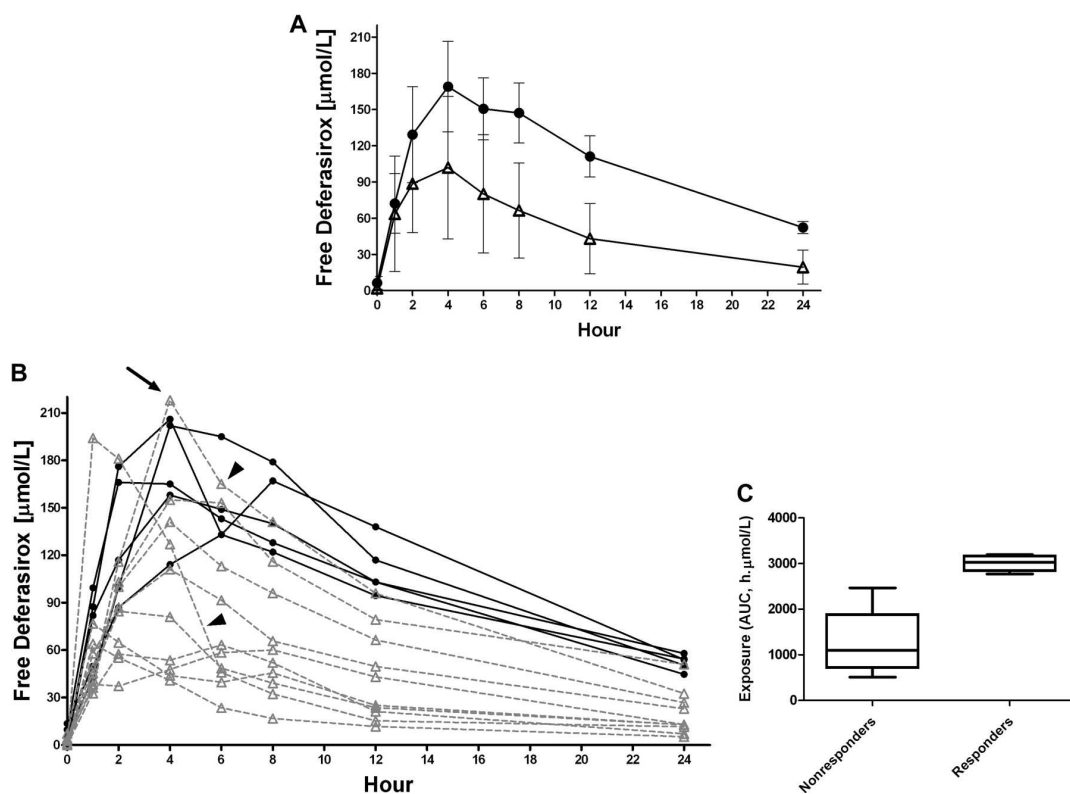 A
Free Deferasirox [µmol/L]
210
180
150
120
90
60
30
0
0 2 4 6 8 10 12 14 16 18 20 22 24
Hour
B
Free Deferasirox [µmol/L]
210
180
150
120
90
60
30
0
0 2 4 6 8 10 12 14 16 18 20 22 24
Hour
C
Exposure (AUC, h.µmol/L)
4000
3000
2000
1000
0
Nonresponders
Responders